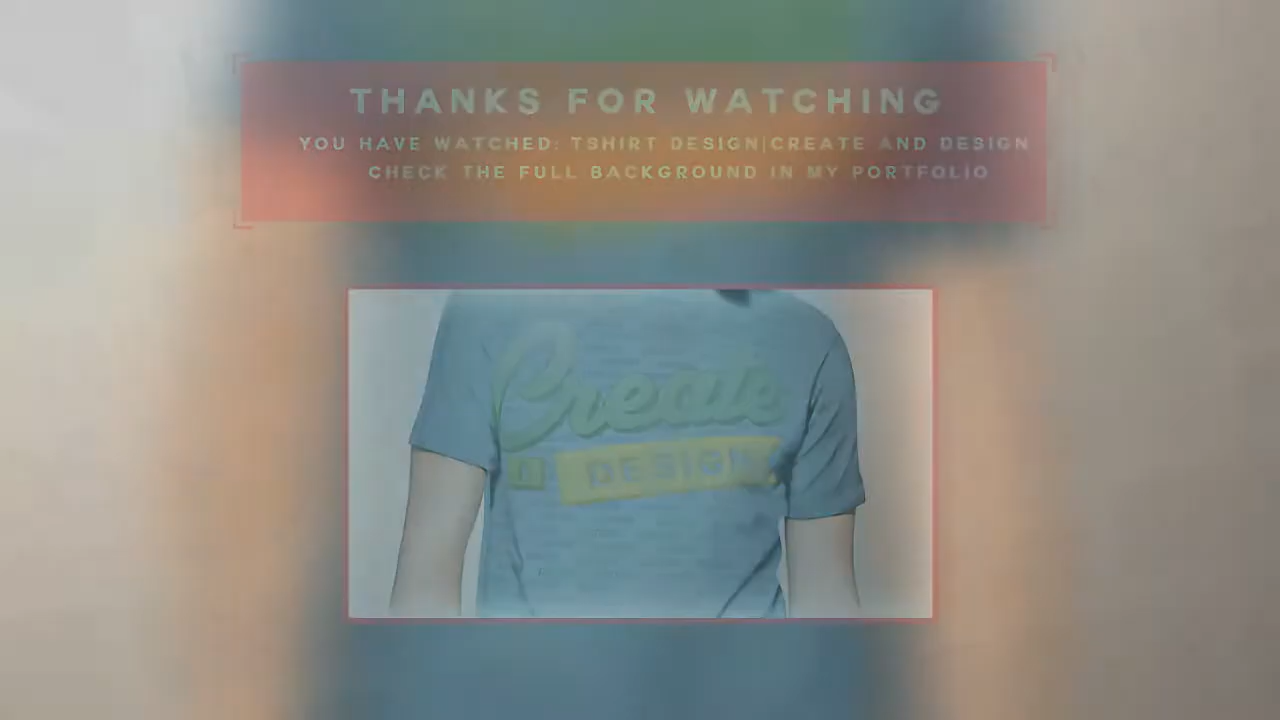 THANKS FOR WATCHING
YOU HAVE WATCHED: TSHIRT DESIGN|CREATE AND DESIGN
CHECK THE FULL BACKGROUND IN MY PORTFOLIO
Create
DESIGN